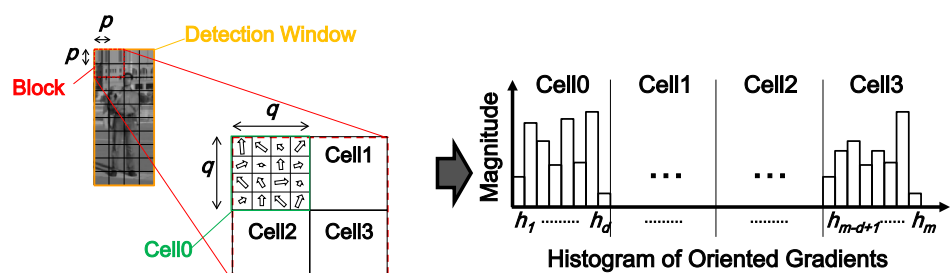 p
p
Detection Window
Block
q
q
Cell1
Cell0
Cell2
Cell3
Magnitude
Cell0
Cell1
Cell2
Cell3
...
...
h1 ......... hd
.........
.........
hm-d+1 ...... hm
Histogram of Oriented Gradients